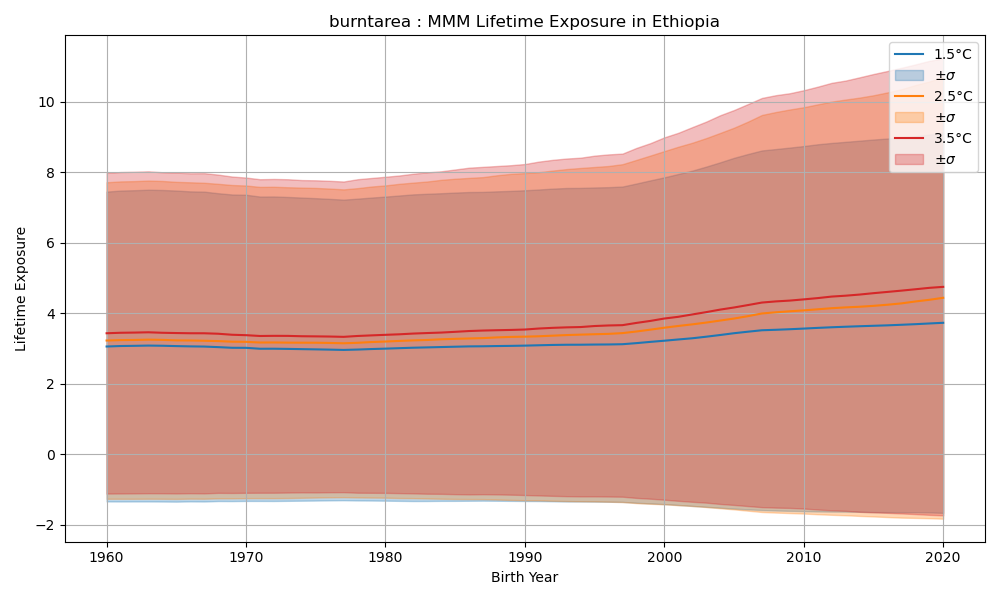 burntarea : MMM Lifetime Exposure in Ethiopia
1.5°C
±σ
2.5°C
±σ
3.5°C
±σ
10
8
6
4
2
0
−2
Lifetime Exposure
1960 1970 1980 1990 2000 2010 2020
Birth Year